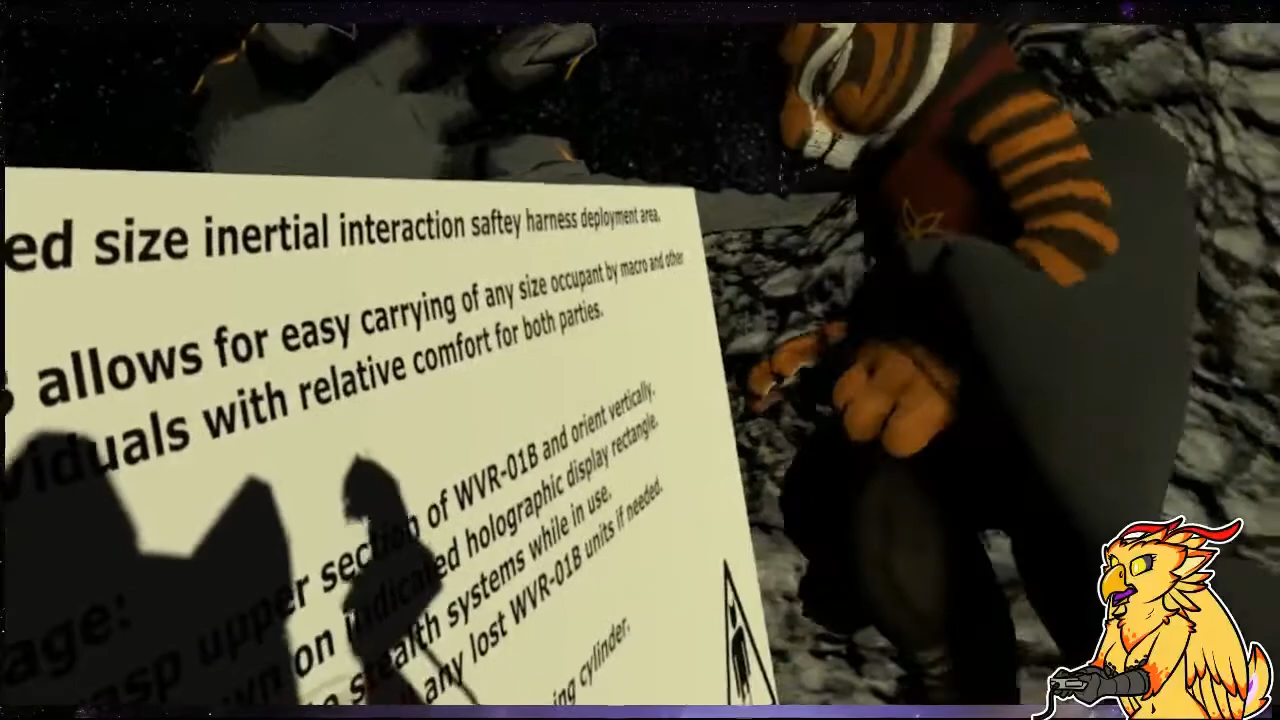 ed size inertial interaction saftey harness deployment area.
allows for easy carrying of any size occupant by macro and other
viduals with relative comfort for both parties.
age:
asp upper section of WVR-01B and orient vertically.
wn on indicated holographic display rectangle.
stealth systems while in use.
any lost WVR-01B units if needed.
ing cylinder.